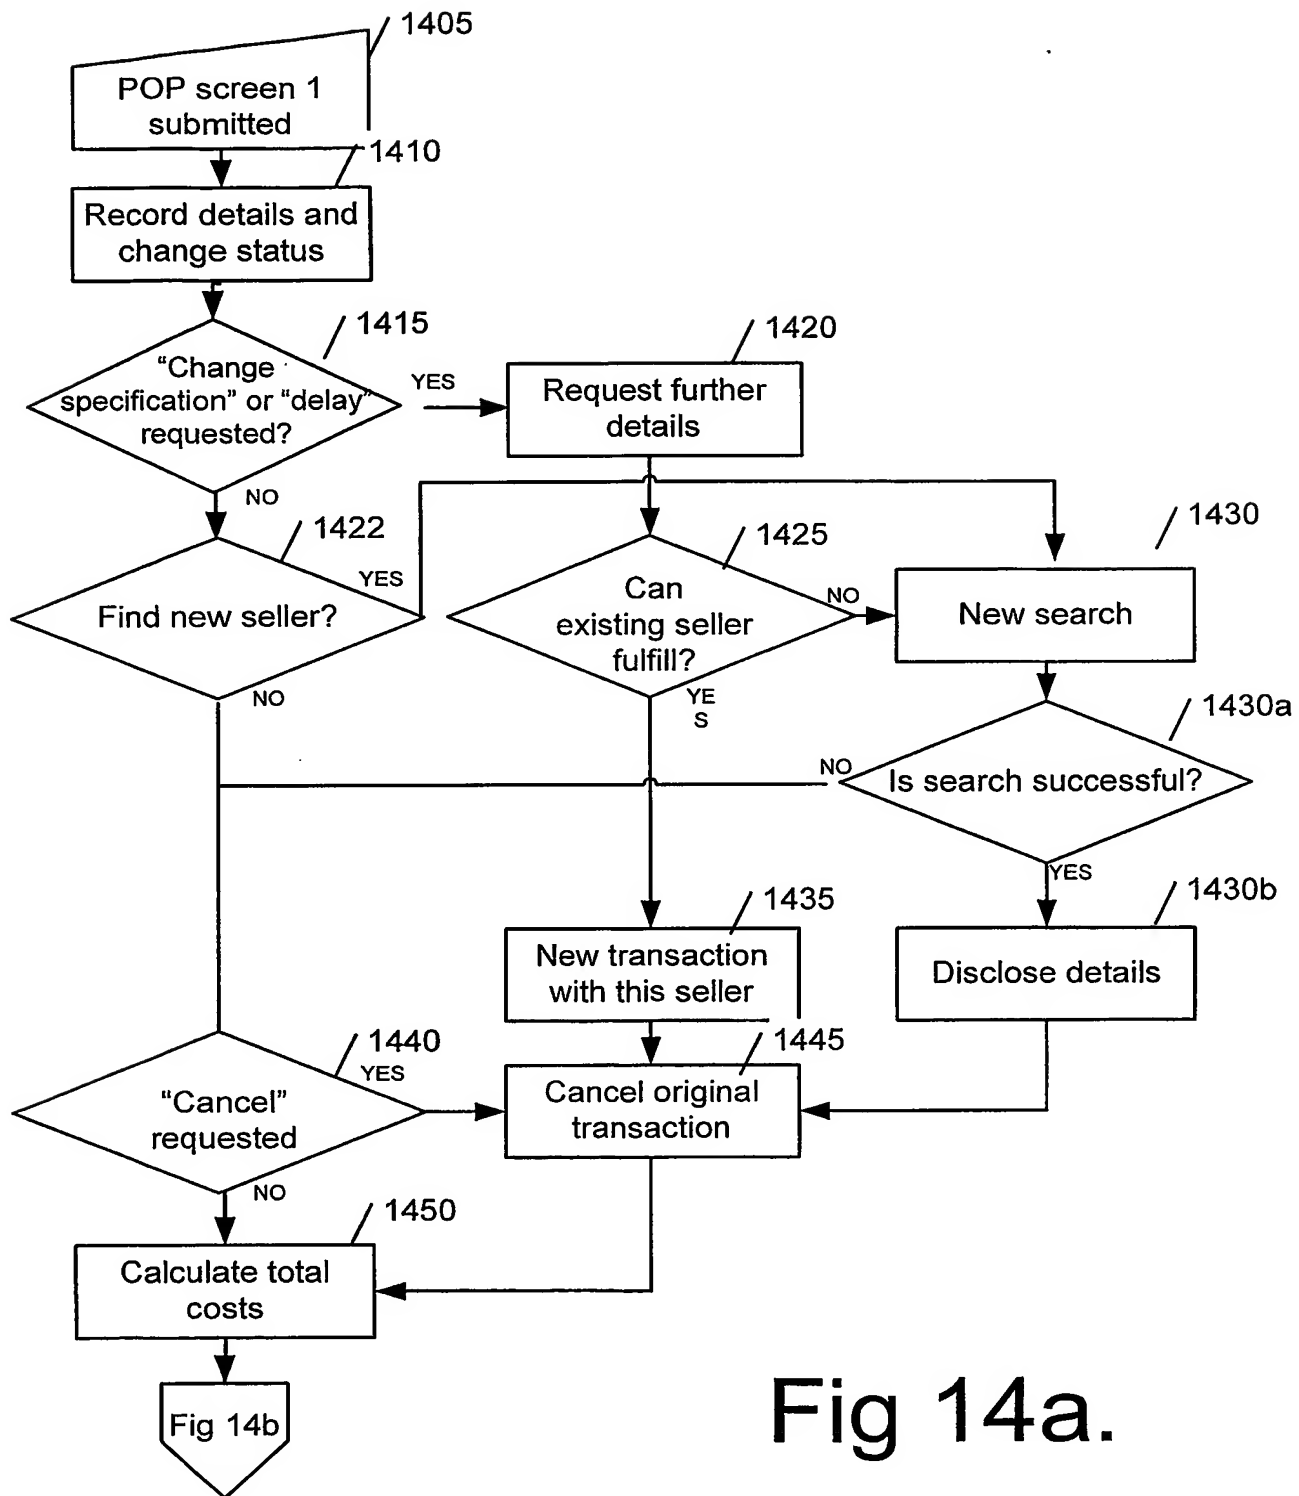 1405
POP screen 1
submitted
1410
Record details and
change status
1415
“Change
specification” or “delay”
requested?
YES
1420
Request further
details
NO
1422
YES
Find new seller?
NO
1425
Can
existing seller
fulfill?
NO
YE
S
1430
New search
1430a
NO
Is search successful?
YES
1430b
Disclose details
1435
New transaction
with this seller
1440
YES
“Cancel”
requested
NO
1445
Cancel original
transaction
1450
Calculate total
costs
Fig 14b
Fig 14a.